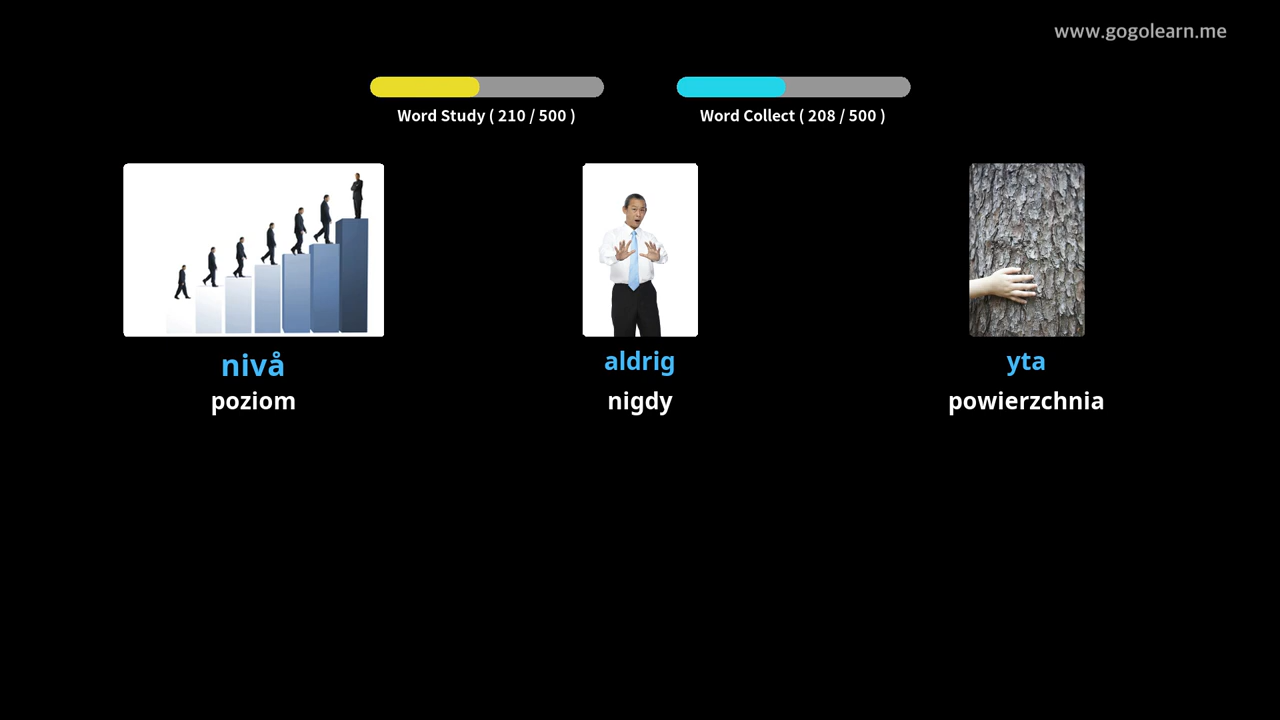 www.gogolearn.me
Word Study ( 210 / 500 )
Word Collect ( 208 / 500 )
nivå
poziom
aldrig
nigdy
yta
powierzchnia